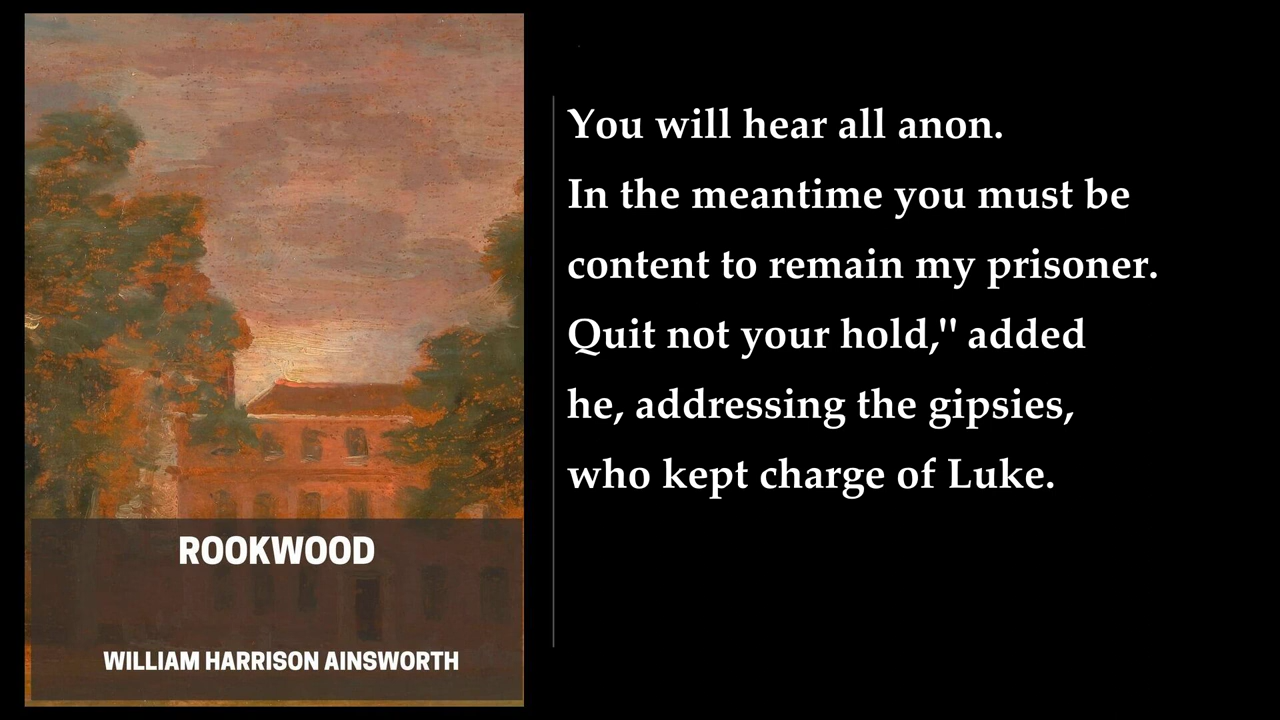 ROOKWOOD
WILLIAM HARRISON AINSWORTH
You will hear all anon.
In the meantime you must be
content to remain my prisoner.
Quit not your hold," added
he, addressing the gipsies,
who kept charge of Luke.